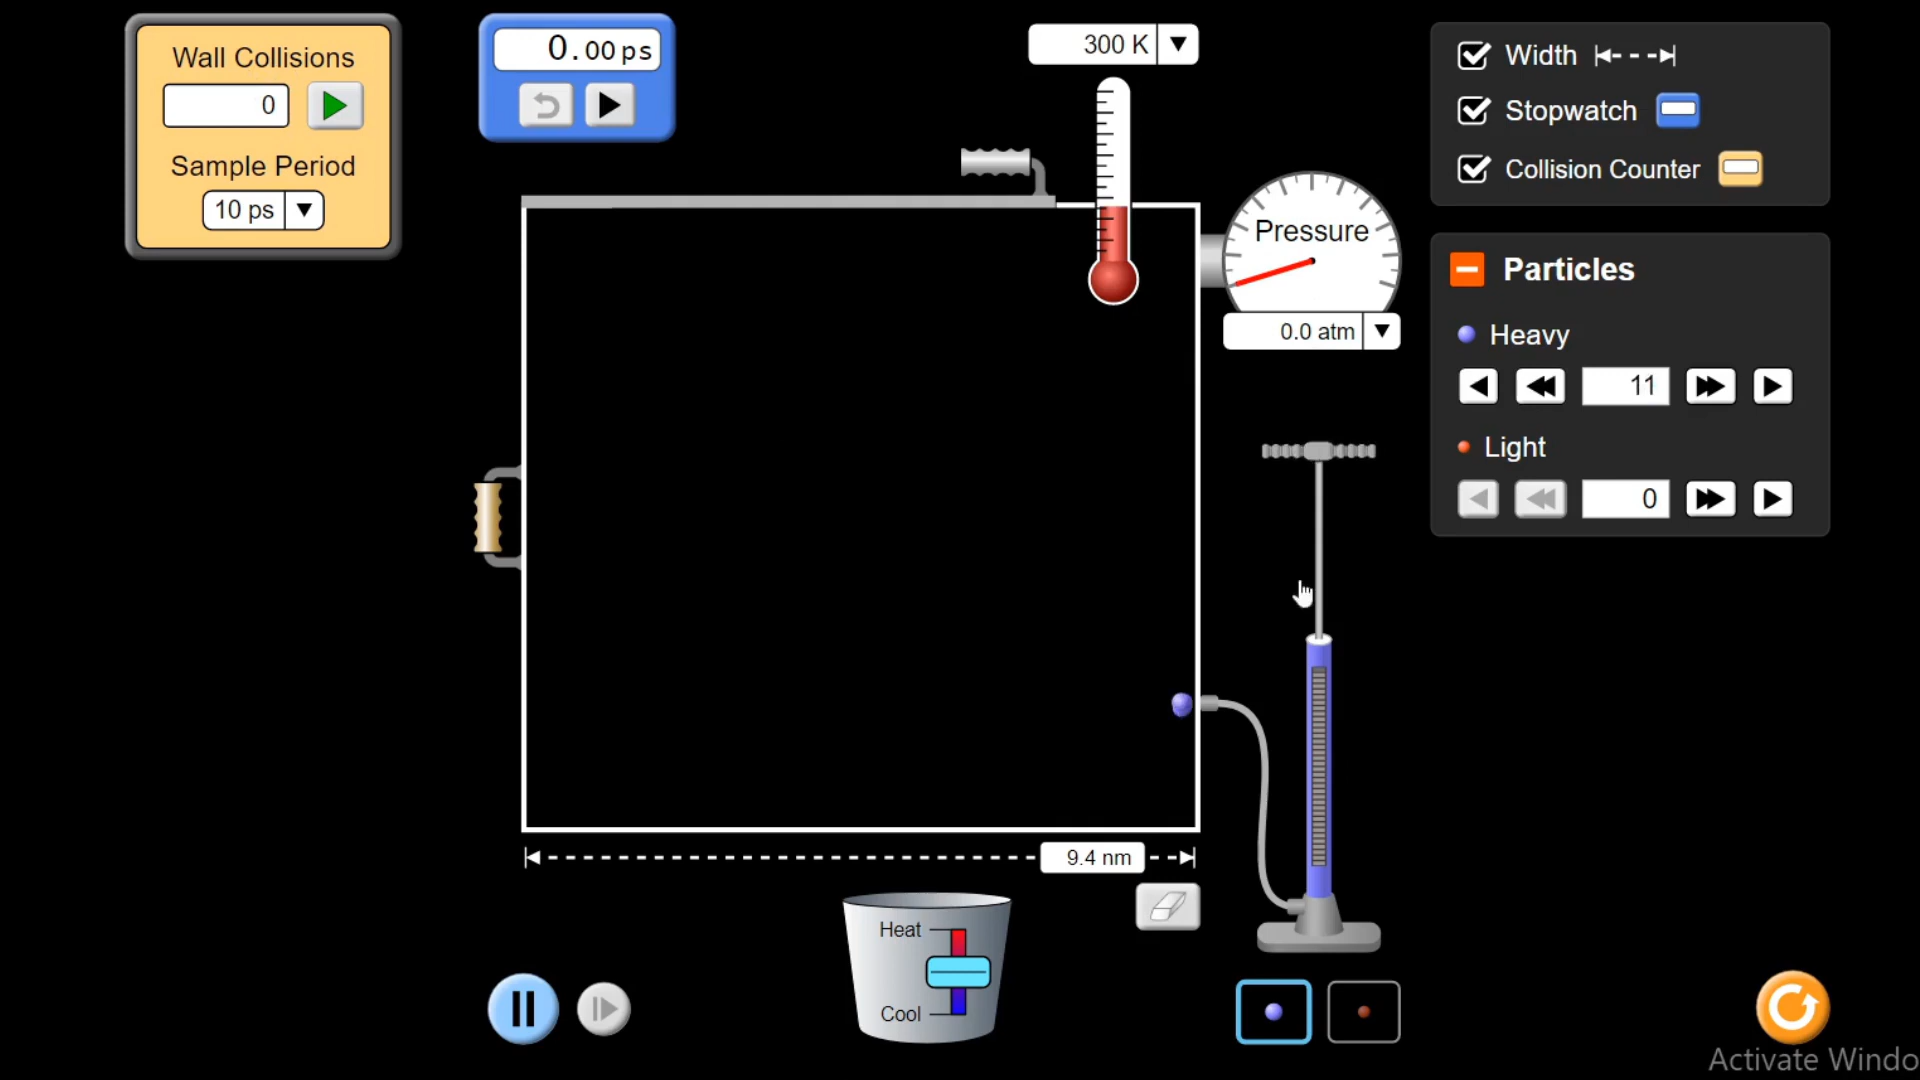 Wall Collisions
0
Sample Period
10 ps
0.00 ps
300 K
Pressure
0.0 atm
Width
Stopwatch
Collision Counter
Particles
Heavy
11
Light
0
9.4 nm
Heat
Cool
Activate Windo